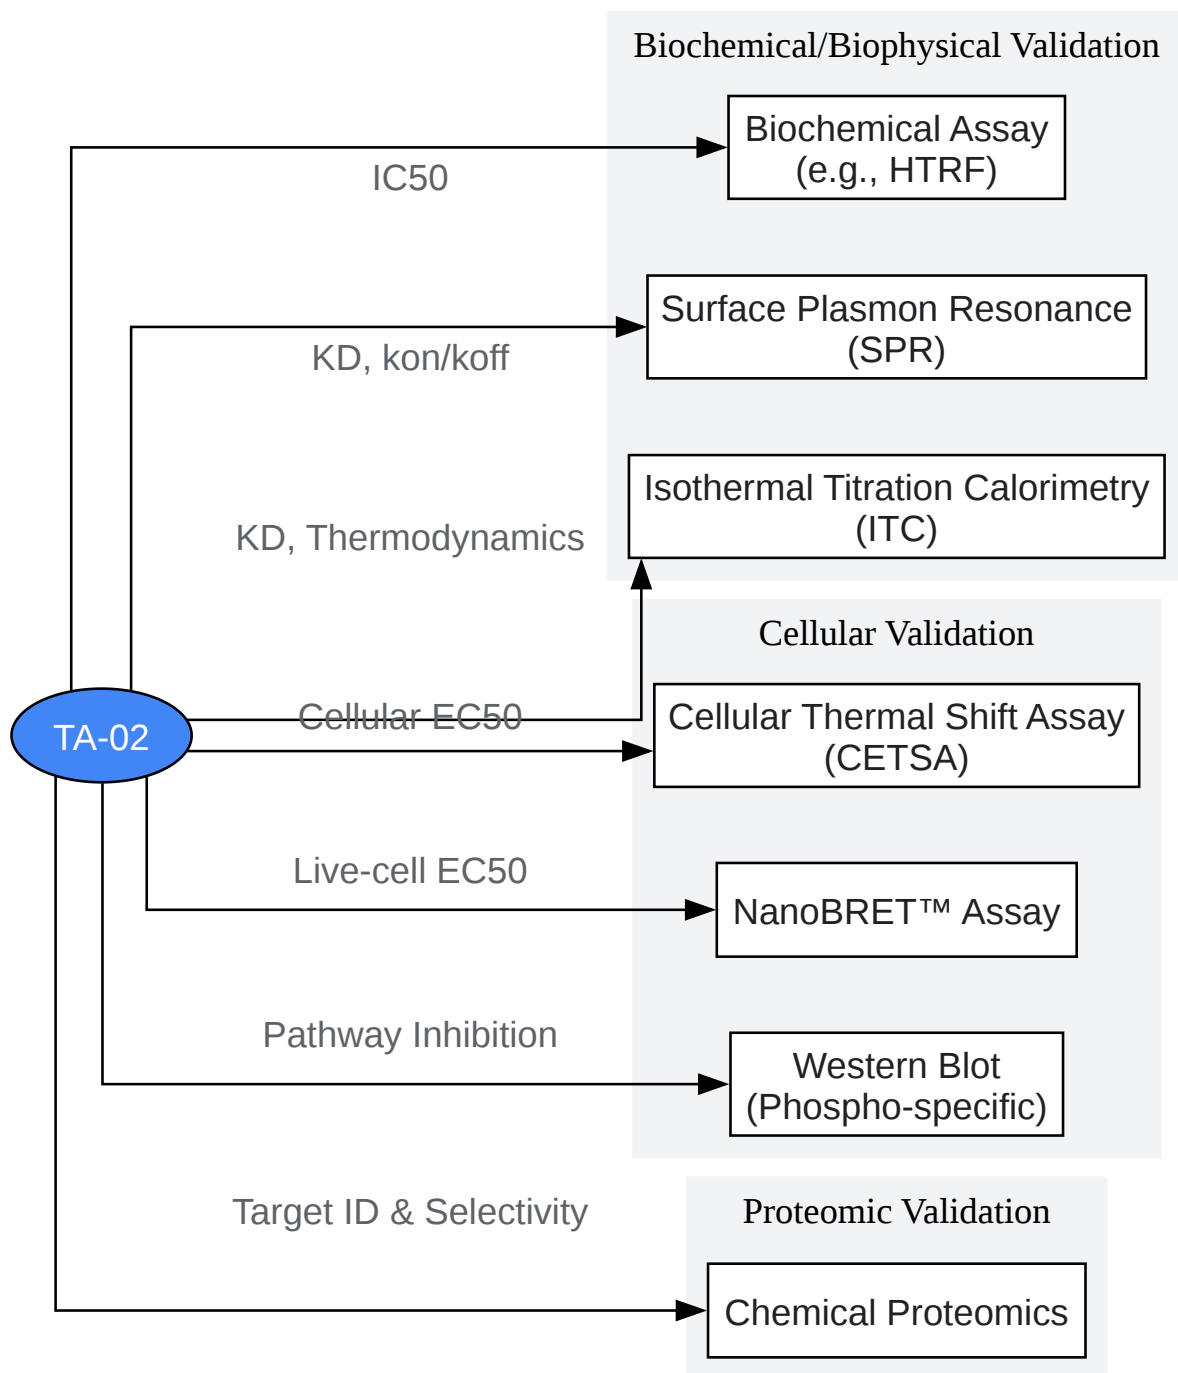 Biochemical/Biophysical Validation
Biochemical Assay
(e.g., HTRF)
IC50
Surface Plasmon Resonance
(SPR)
KD, kon/koff
Isothermal Titration Calorimetry
(ITC)
KD, Thermodynamics
Cellular Validation
Cellular EC50
Cellular Thermal Shift Assay
(CETSA)
TA-02
Live-cell EC50
NanoBRET™ Assay
Pathway Inhibition
Western Blot
(Phospho-specific)
Target ID & Selectivity
Proteomic Validation
Chemical Proteomics